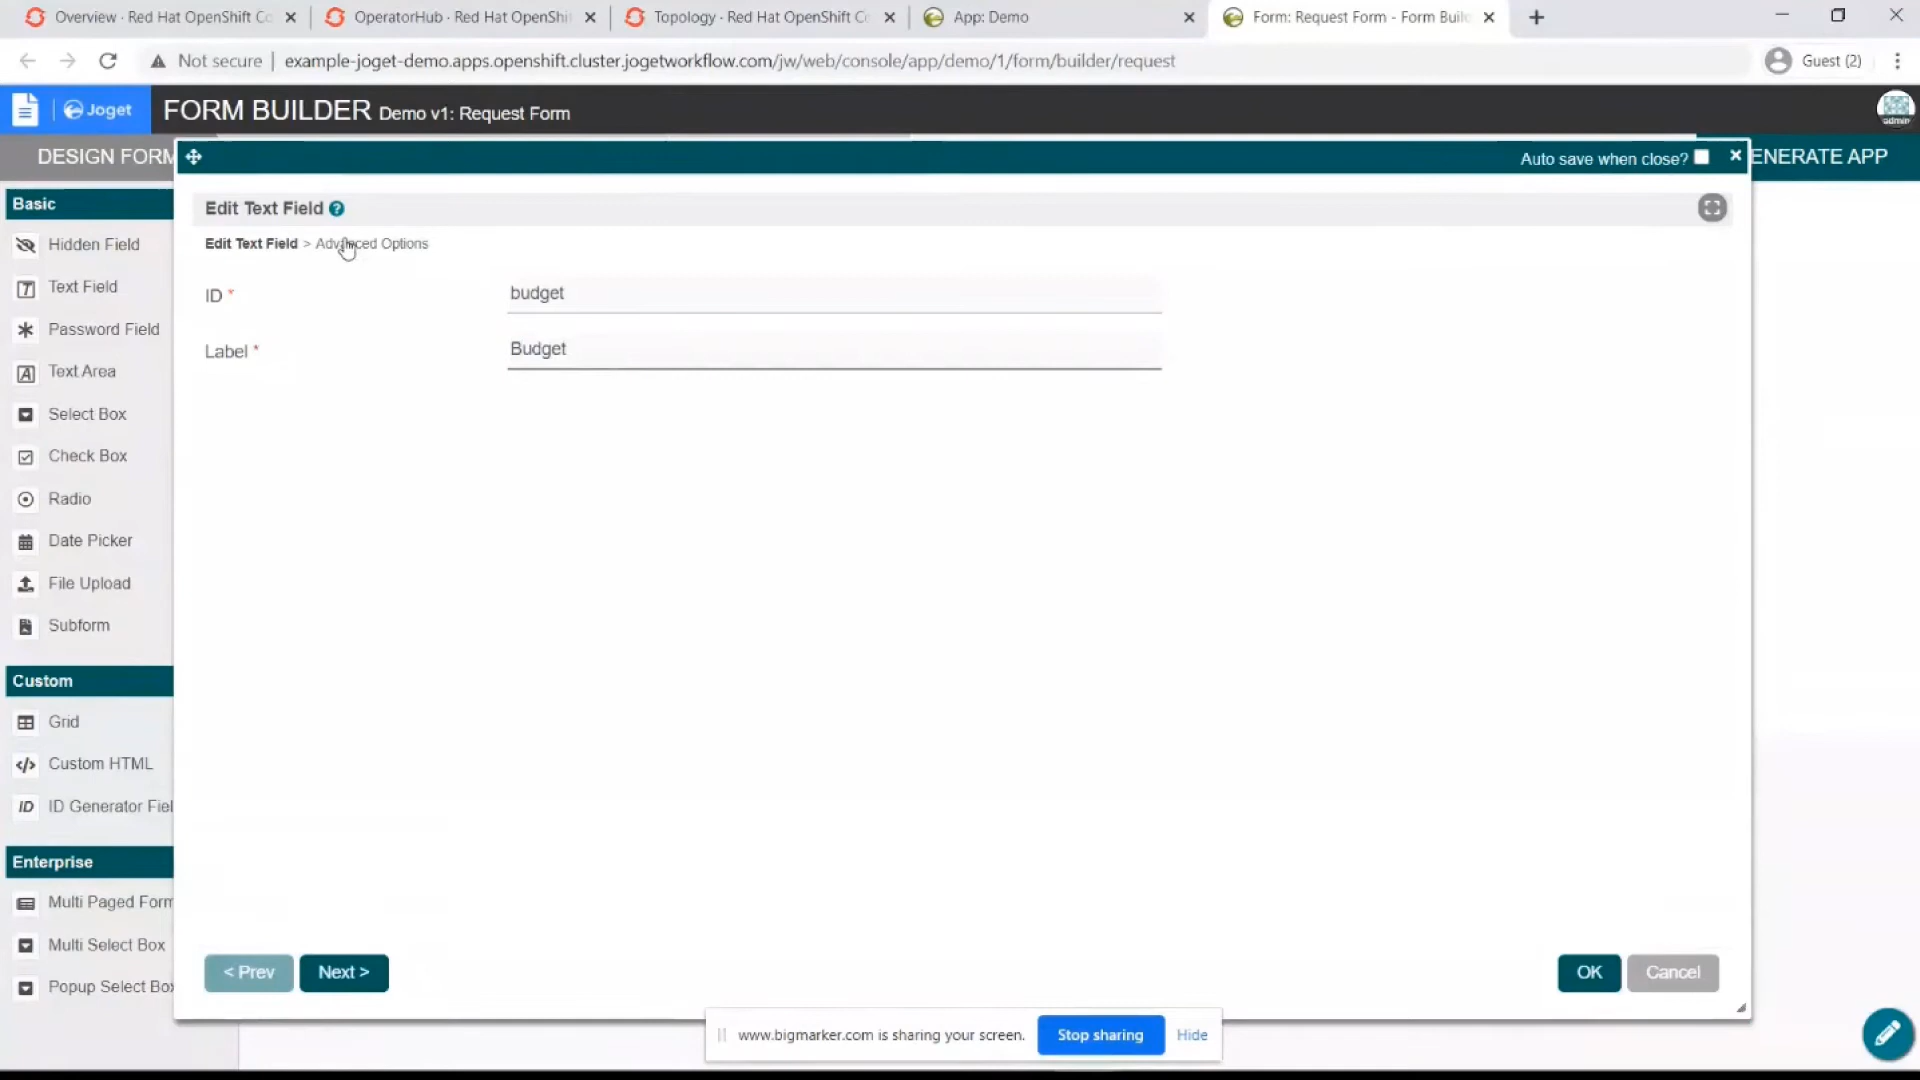 Overview · Red Hat OpenShift Co
OperatorHub · Red Hat OpenShi
Topology · Red Hat OpenShift C
App: Demo
Form: Request Form - Form Buil
Not secure
example-joget-demo.apps.openshift.cluster.jogetworkflow.com/jw/web/console/app/demo/1/form/builder/request
Guest (2)
Joget
FORM BUILDER Demo v1: Request Form
admin
DESIGN FORM
Auto save when close?
ENERATE APP
Basic
Hidden Field
Text Field
Password Field
Text Area
Select Box
Check Box
Radio
Date Picker
File Upload
Subform
Custom
Grid
Custom HTML
ID
ID Generator Fiel
Enterprise
Multi Paged Form
Multi Select Box
Popup Select Box
Edit Text Field ?
Edit Text Field > Advanced Options
ID *
budget
Label *
Budget
< Prev
Next >
OK
Cancel
www.bigmarker.com is sharing your screen.
Stop sharing
Hide